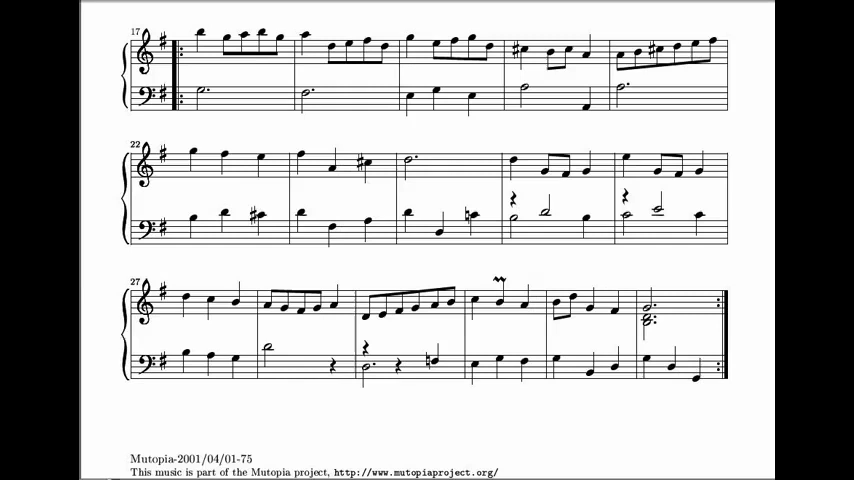 17
22
27
Mutopia-2001/04/01-75
This music is part of the Mutopia project, http://www.mutopiaproject.org/